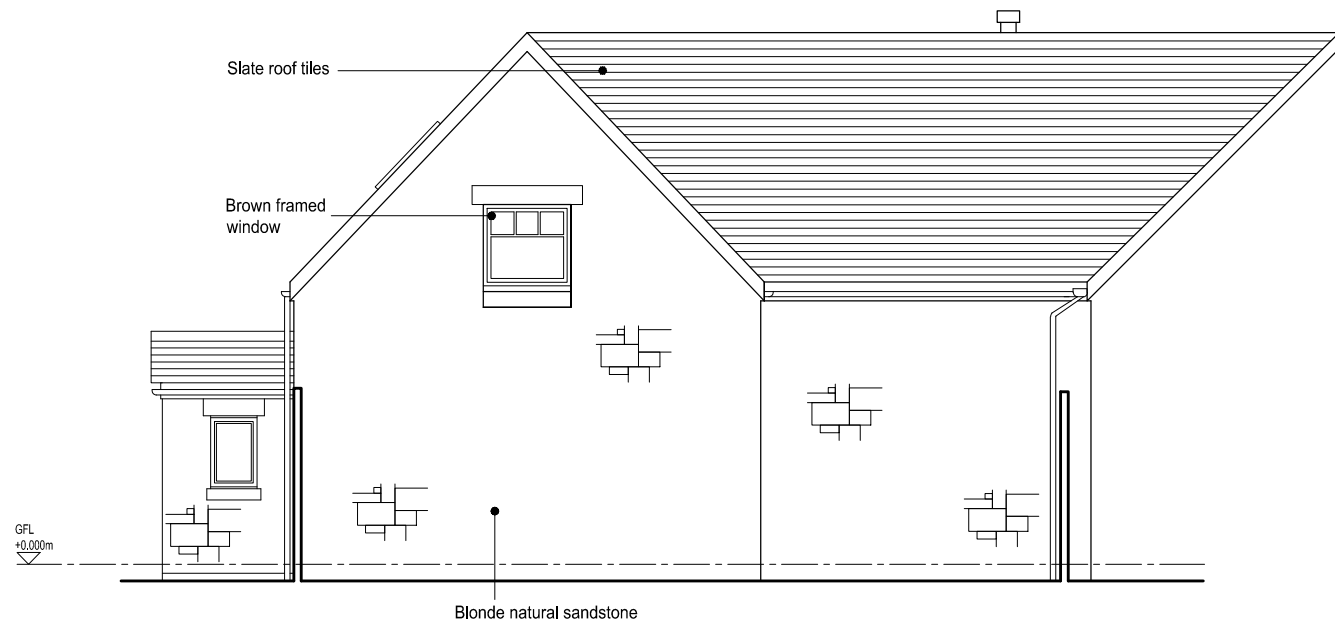 Slate roof tiles
Brown framed
window
GFL
+0.000m
Blonde natural sandstone